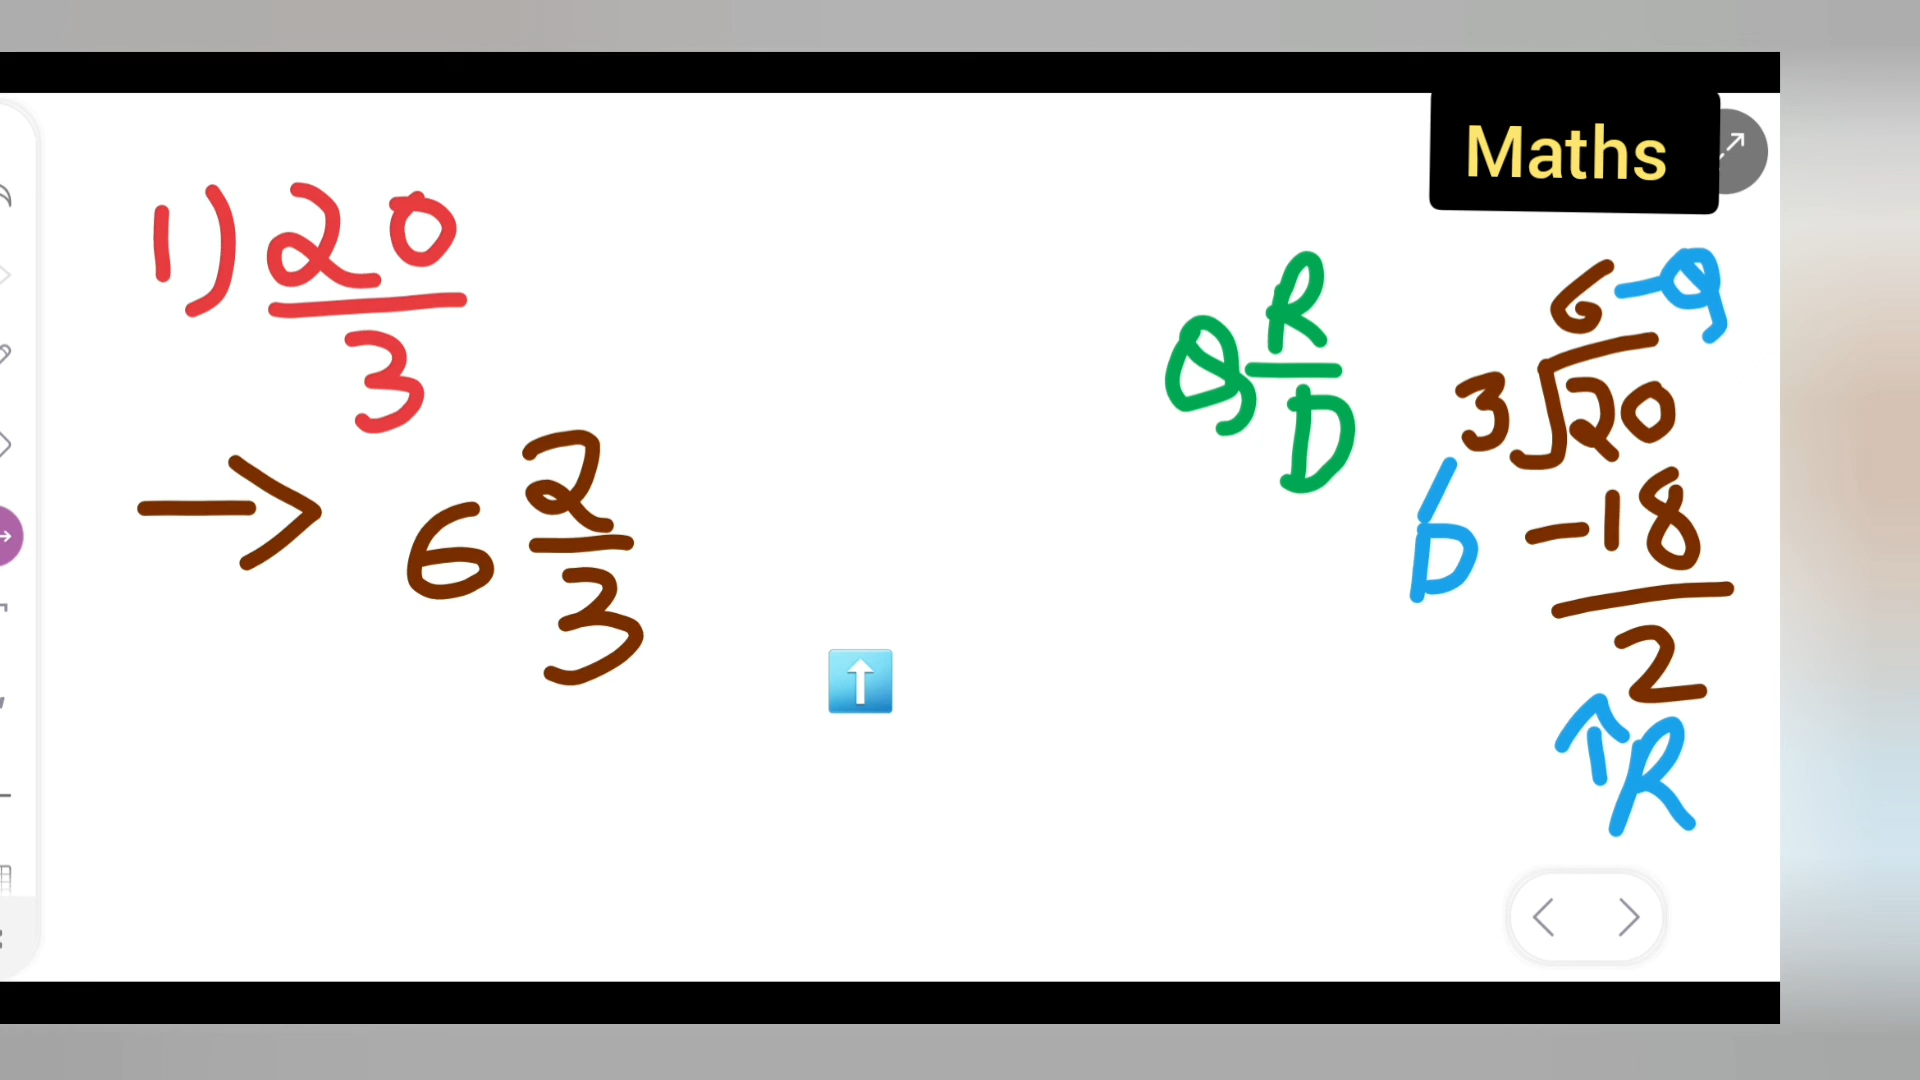 Maths
1) 20/3
→ 6 2/3
Q R/D
6 - Q
3√20
D
- 18
2
↑ R